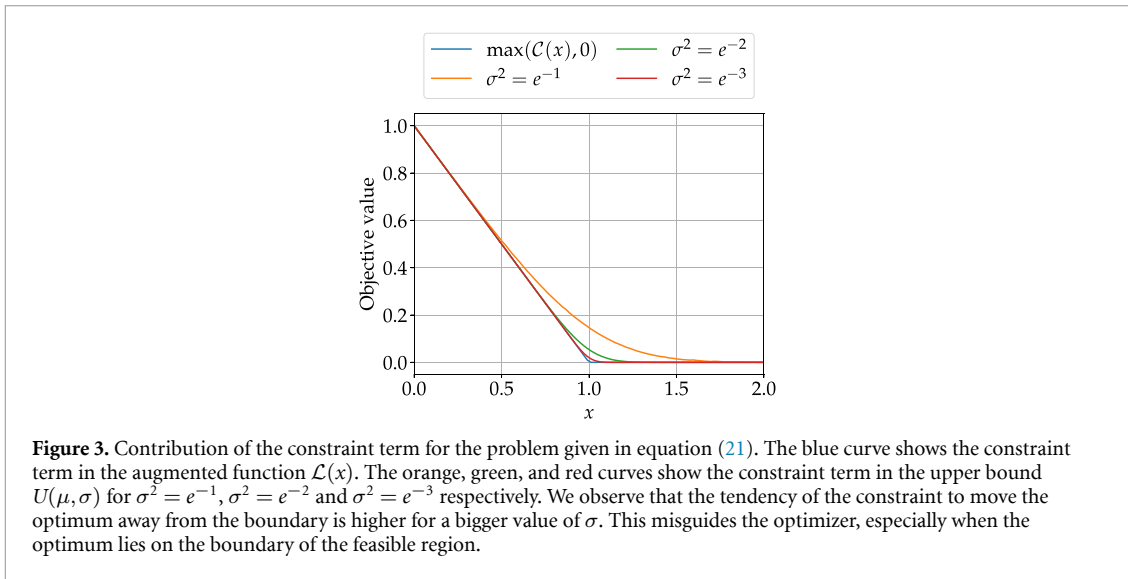 max(𝒞(x), 0)
σ² = e⁻²
σ² = e⁻¹
σ² = e⁻³
1.0
0.8
0.6
0.4
0.2
0.0
Objective value
0.0 0.5 1.0 1.5 2.0
x
Figure 3. Contribution of the constraint term for the problem given in equation (21). The blue curve shows the constraint
term in the augmented function ℒ(x). The orange, green, and red curves show the constraint term in the upper bound
U(μ, σ) for σ² = e⁻¹, σ² = e⁻² and σ² = e⁻³ respectively. We observe that the tendency of the constraint to move the
optimum away from the boundary is higher for a bigger value of σ. This misguides the optimizer, especially when the
optimum lies on the boundary of the feasible region.